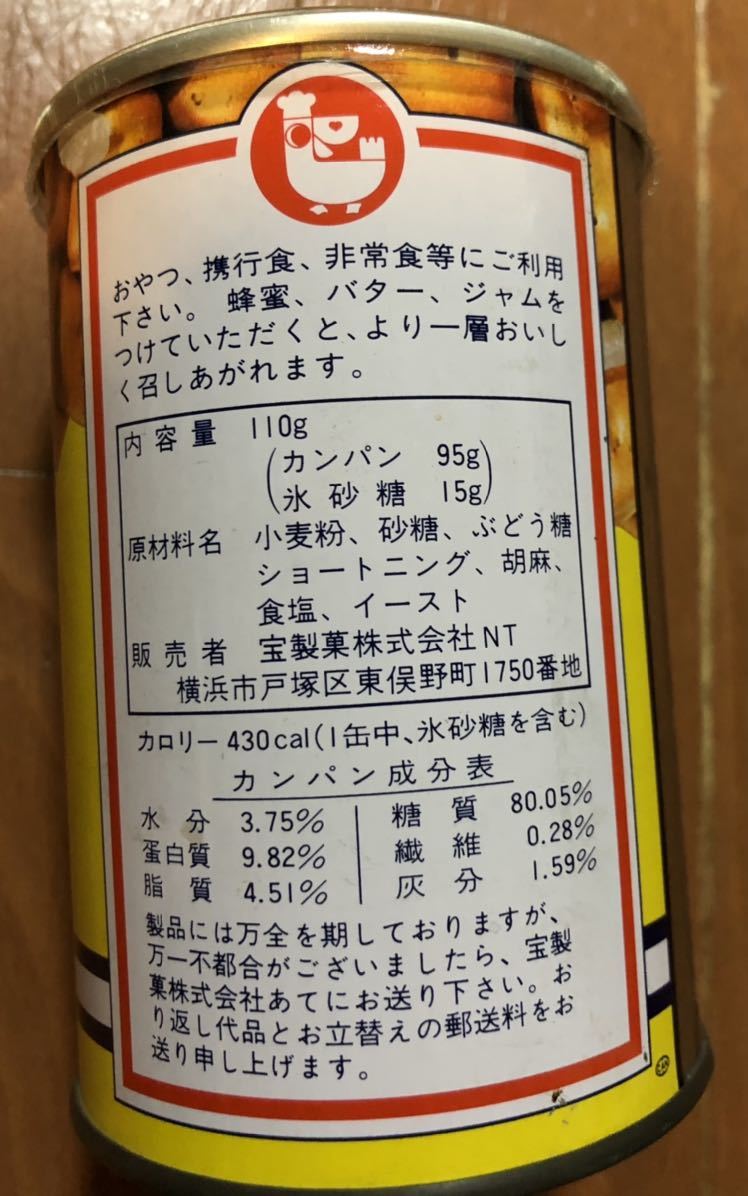 おやつ、携行食、非常食等にご利用
下さい。 蜂蜜、バター、ジャムを
つけていただくと、より一層おいし
く召しあがれます。
内容量 110g
(カンパン 95g
氷砂糖 15g)
原材料名 小麦粉、砂糖、ぶどう糖
ショートニング、胡麻、
食塩、イースト
販売者 宝製菓株式会社NT
横浜市戸塚区東俣野町1750番地
カロリー 430cal(1缶中、氷砂糖を含む)
カンパン成分表
水分 3.75% 糖質 80.05%
蛋白質 9.82% 繊維 0.28%
脂質 4.51% 灰分 1.59%
製品には万全を期しておりますが、
万一不都合がございましたら、宝製
菓株式会社あてにお送り下さい。お
り返し代品とお立替えの郵送料をお
送り申し上げます。